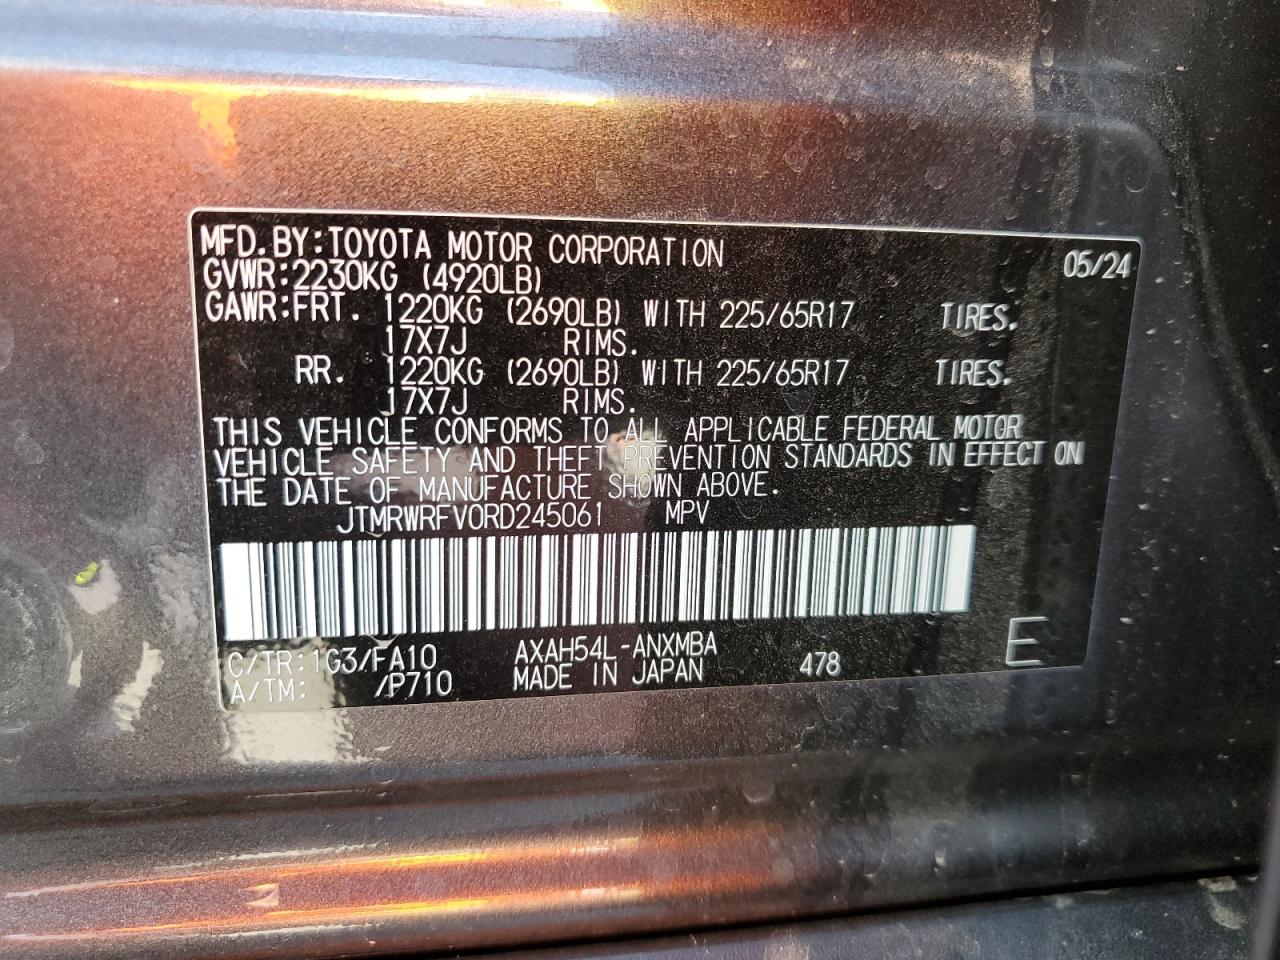 MFD.BY:TOYOTA MOTOR CORPORATION 05/24
GVWR:2230KG (4920LB)
GAWR:FRT. 1220KG (2690LB) WITH 225/65R17 TIRES.
17X7J RIMS.
RR. 1220KG (2690LB) WITH 225/65R17 TIRES.
17X7J RIMS.
THIS VEHICLE CONFORMS TO ALL APPLICABLE FEDERAL MOTOR
VEHICLE SAFETY AND THEFT PREVENTION STANDARDS IN EFFECT ON
THE DATE OF MANUFACTURE SHOWN ABOVE.
JTMRWRFV0RD245061 MPV
C/TR:1G3/FA10 AXAH54L-ANXMBA
A/TM: /P710 MADE IN JAPAN 478 E